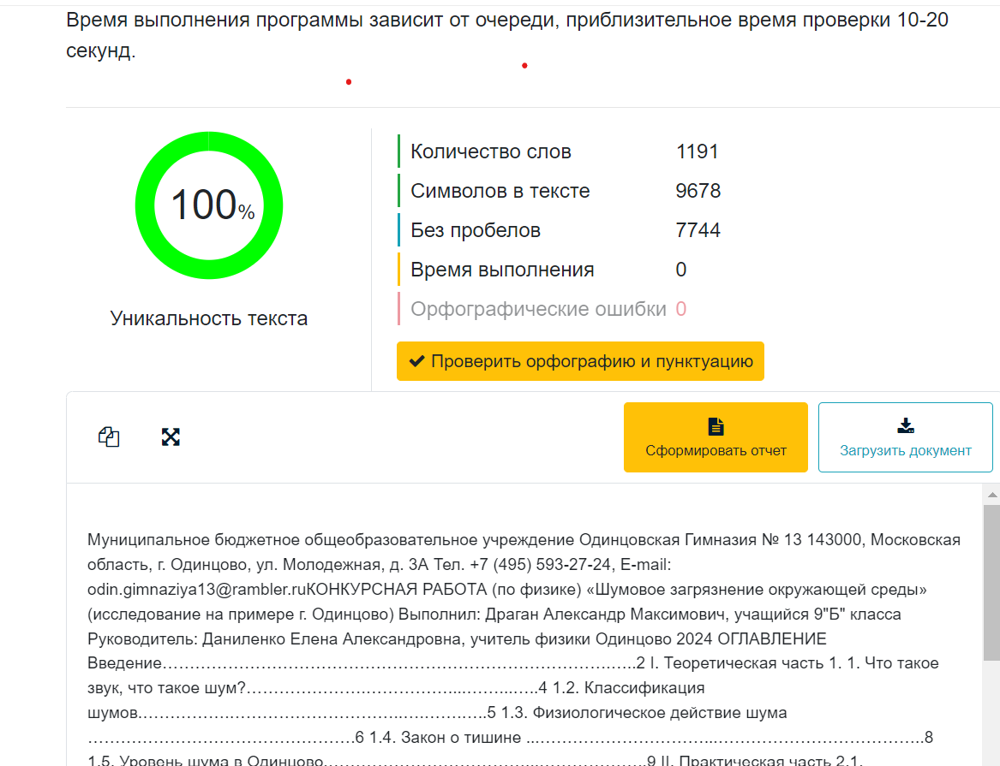 Время выполнения программы зависит от очереди, приблизительное время проверки 10-20
секунд.
100%
Уникальность текста
Количество слов 1191
Символов в тексте 9678
Без пробелов 7744
Время выполнения 0
Орфографические ошибки 0
Проверить орфографию и пунктуацию
Сформировать отчет
Загрузить документ
Муниципальное бюджетное общеобразовательное учреждение Одинцовская Гимназия № 13 143000, Московская
область, г. Одинцово, ул. Молодежная, д. 3А Тел. +7 (495) 593-27-24, E-mail:
odin.gimnaziya13@rambler.ruКОНКУРСНАЯ РАБОТА (по физике) «Шумовое загрязнение окружающей среды»
(исследование на примере г. Одинцово) Выполнил: Драган Александр Максимович, учащийся 9"Б" класса
Руководитель: Даниленко Елена Александровна, учитель физики Одинцово 2024 ОГЛАВЛЕНИЕ
Введение…………………………………………………………………………….…..2 I. Теоретическая часть 1. 1. Что такое
звук, что такое шум?…………………………………...………..…..4 1.2. Классификация
шумов.……………………………………………..…..………..…..5 1.3. Физиологическое действие шума
………………………………………………….6 1.4. Закон о тишине ...……………………………..……………………………………….8
1.5. Уровень шума в Одинцово……………………………………...………………….9 II. Практическая часть 2.1.